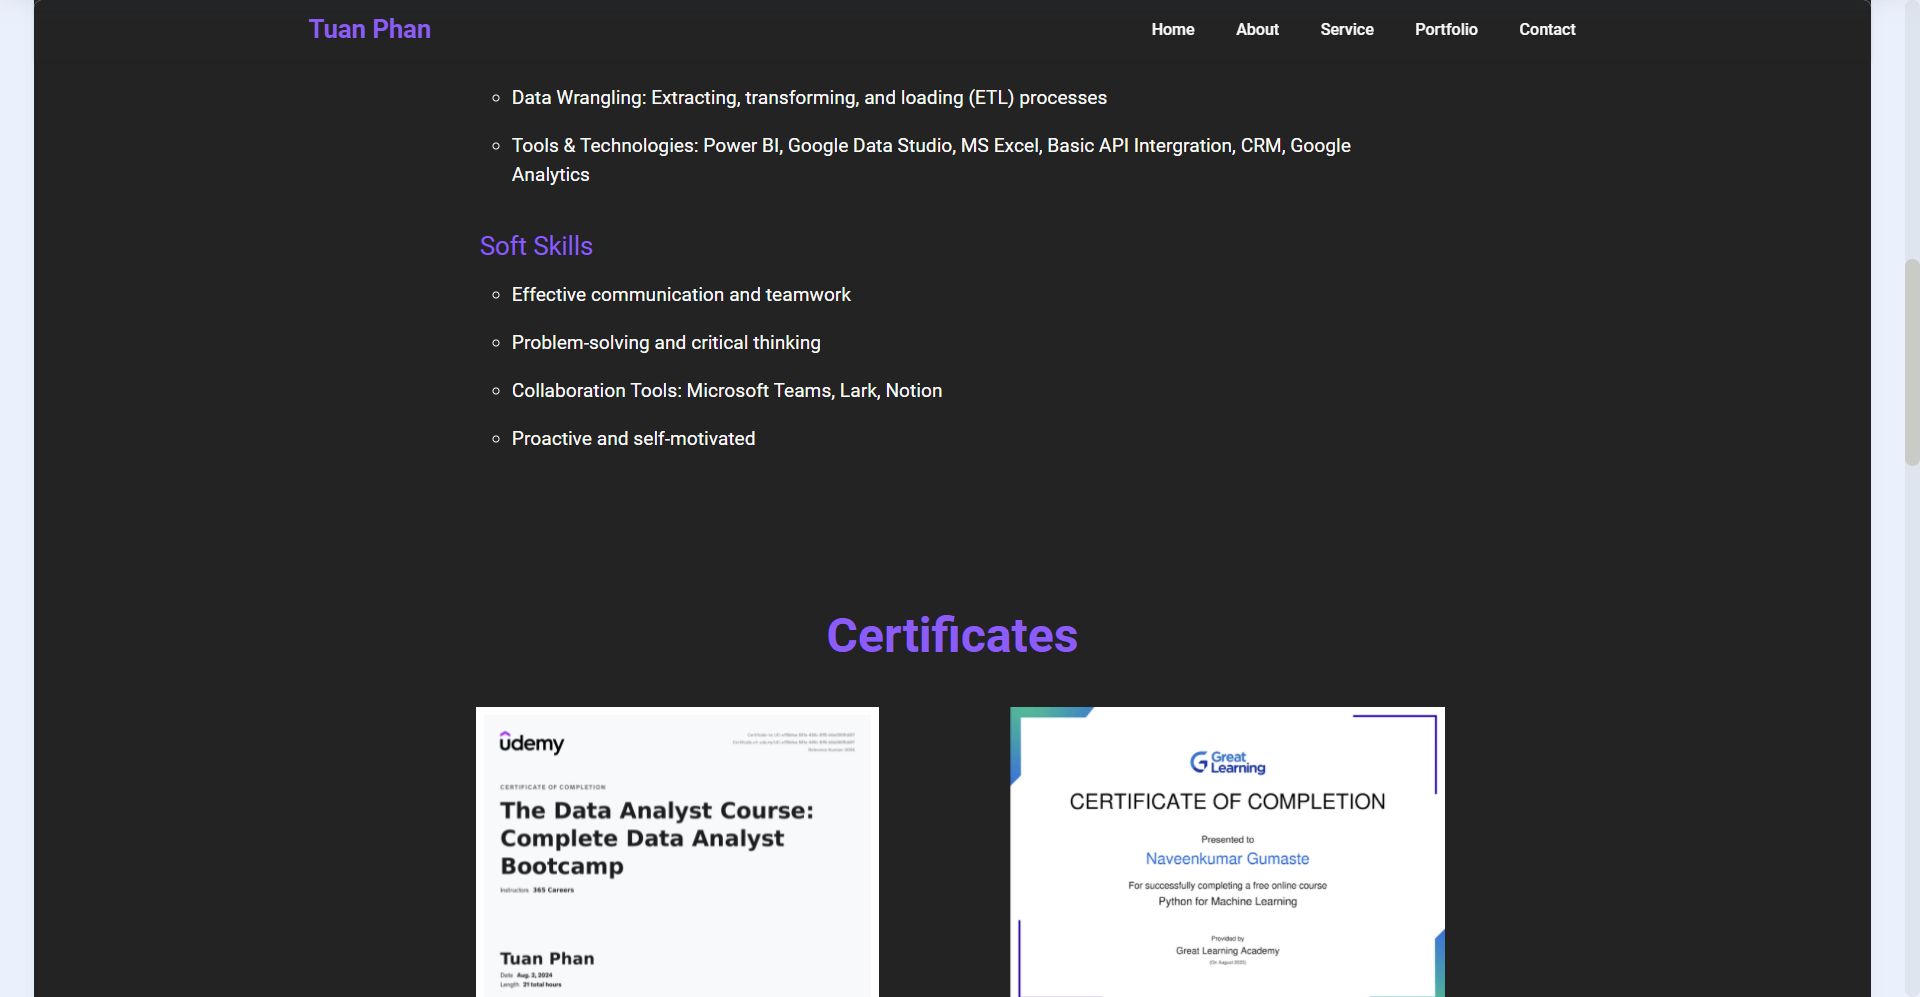 Tuan Phan
Home About Service Portfolio Contact
Data Wrangling: Extracting, transforming, and loading (ETL) processes
Tools & Technologies: Power BI, Google Data Studio, MS Excel, Basic API Intergration, CRM, Google
Analytics
Soft Skills
Effective communication and teamwork
Problem-solving and critical thinking
Collaboration Tools: Microsoft Teams, Lark, Notion
Proactive and self-motivated
Certificates
udemy
CERTIFICATE OF COMPLETION
The Data Analyst Course:
Complete Data Analyst
Bootcamp
Instructors 365 Careers
Tuan Phan
Date Aug. 2, 2024
Length 21 total hours
Great
Learning
CERTIFICATE OF COMPLETION
Presented to
Naveenkumar Gumaste
For successfully completing a free online course
Python for Machine Learning
Provided by
Great Learning Academy